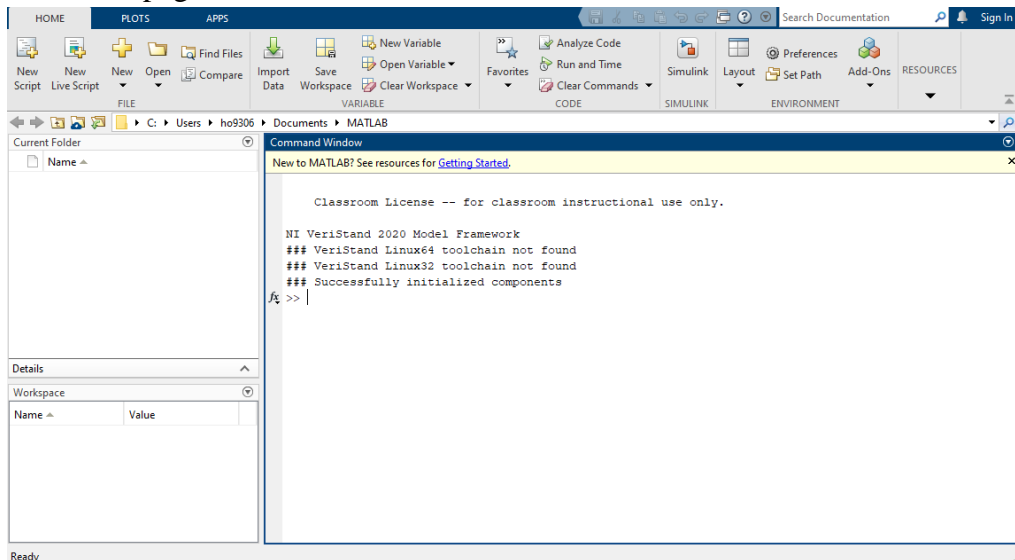 HOME PLOTS APPS Search Documentation Sign In
New Script
New Live Script
New
Open
Find Files
Compare
FILE
Import Data
Save Workspace
New Variable
Open Variable
Clear Workspace
VARIABLE
Favorites
Analyze Code
Run and Time
Clear Commands
CODE
Simulink
SIMULINK
Layout
Preferences
Set Path
Add-Ons
ENVIRONMENT
RESOURCES
C: Users ho9306 Documents MATLAB
Current Folder
Name
Details
Workspace
Name Value
Command Window
New to MATLAB? See resources for Getting Started.
Classroom License -- for classroom instructional use only.
NI VeriStand 2020 Model Framework
### VeriStand Linux64 toolchain not found
### VeriStand Linux32 toolchain not found
### Successfully initialized components
fx >>
Ready